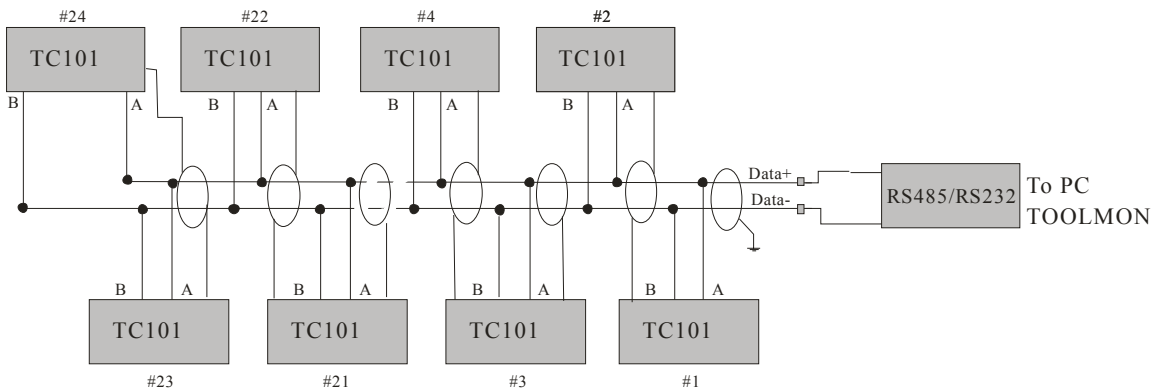 #24 #22 #4 #2
TC101 TC101 TC101 TC101
B A B A B A B A
Data+
Data-
RS485/RS232
To PC
TOOLMON
B A B A B A B A
TC101 TC101 TC101 TC101
#23 #21 #3 #1